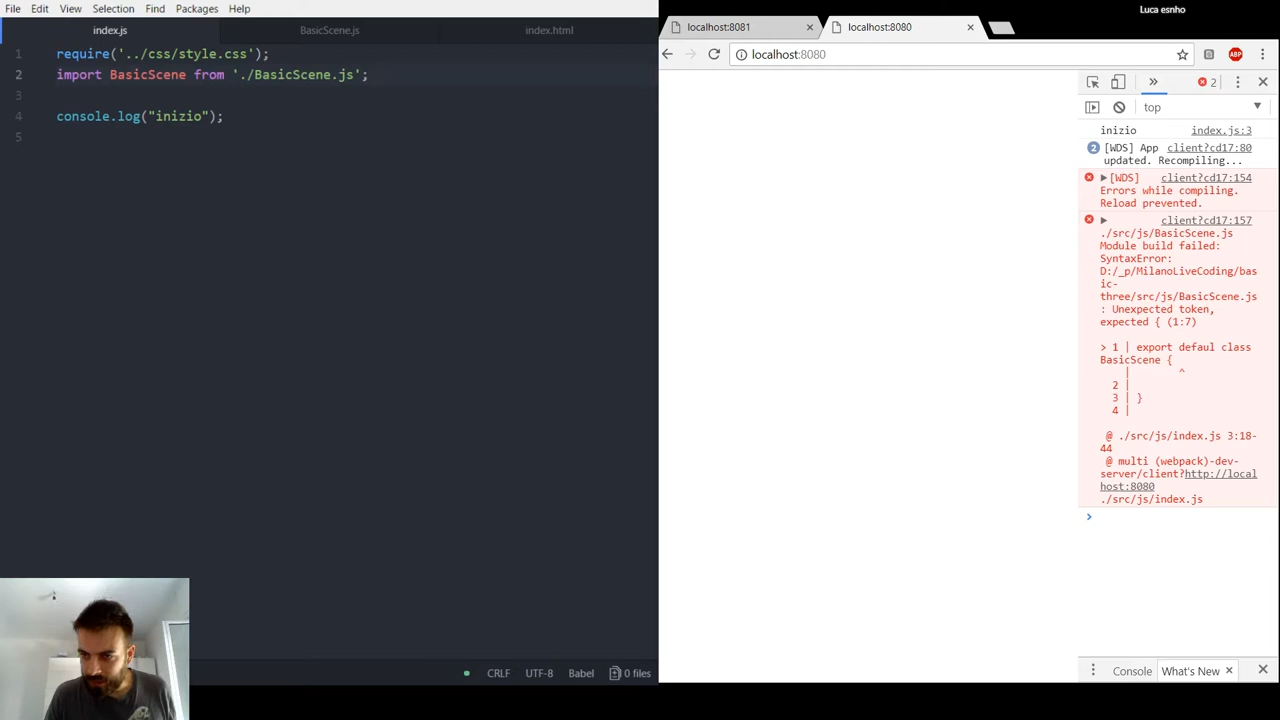 Luca esnho
File Edit View Selection Find Packages Help
index.js BasicScene.js index.html
1 require('../css/style.css');
2 import BasicScene from './BasicScene.js';
3
4 console.log("inizio");
5
CRLF UTF-8 Babel 0 files
localhost:8081 × localhost:8080 ×
localhost:8080 ABP
2
top
inizio index.js:3
2 [WDS] App client?cd17:80
updated. Recompiling...
[WDS] client?cd17:154
Errors while compiling.
Reload prevented.
client?cd17:157
./src/js/BasicScene.js
Module build failed:
SyntaxError:
D:/_p/MilanoLiveCoding/bas
ic-
three/src/js/BasicScene.js
: Unexpected token,
expected { (1:7)
> 1 | export defaul class
BasicScene {
| ^
2 |
3 | }
4 |
@ ./src/js/index.js 3:18-
44
@ multi (webpack)-dev-
server/client?http://local
host:8080
./src/js/index.js
>
Console What's New ×